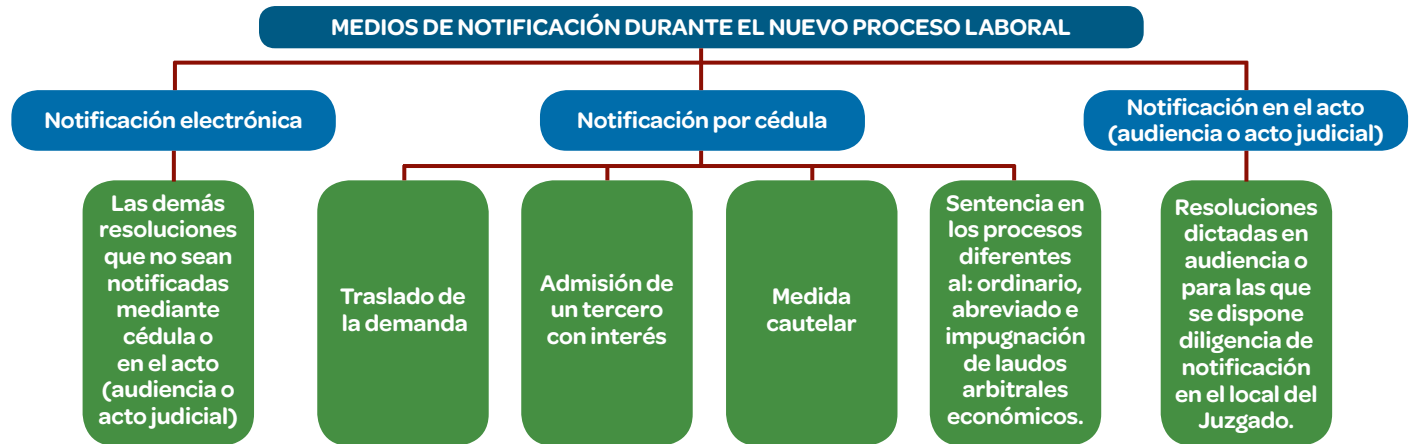 MEDIOS DE NOTIFICACIÓN DURANTE EL NUEVO PROCESO LABORAL
Notificación electrónica
Notificación por cédula
Notificación en el acto
(audiencia o acto judicial)
Las demás
resoluciones
que no sean
notificadas
mediante
cédula o
en el acto
(audiencia o
acto judicial)
Traslado de
la demanda
Admisión de
un tercero
con interés
Medida
cautelar
Sentencia en
los procesos
diferentes
al: ordinario,
abreviado e
impugnación
de laudos
arbitrales
económicos.
Resoluciones
dictadas en
audiencia o
para las que
se dispone
diligencia de
notificación
en el local del
Juzgado.